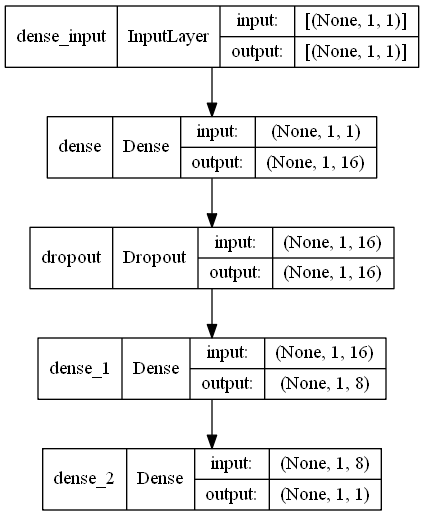 dense_input InputLayer input: [(None, 1, 1)]
output: [(None, 1, 1)]
dense Dense input: (None, 1, 1)
output: (None, 1, 16)
dropout Dropout input: (None, 1, 16)
output: (None, 1, 16)
dense_1 Dense input: (None, 1, 16)
output: (None, 1, 8)
dense_2 Dense input: (None, 1, 8)
output: (None, 1, 1)